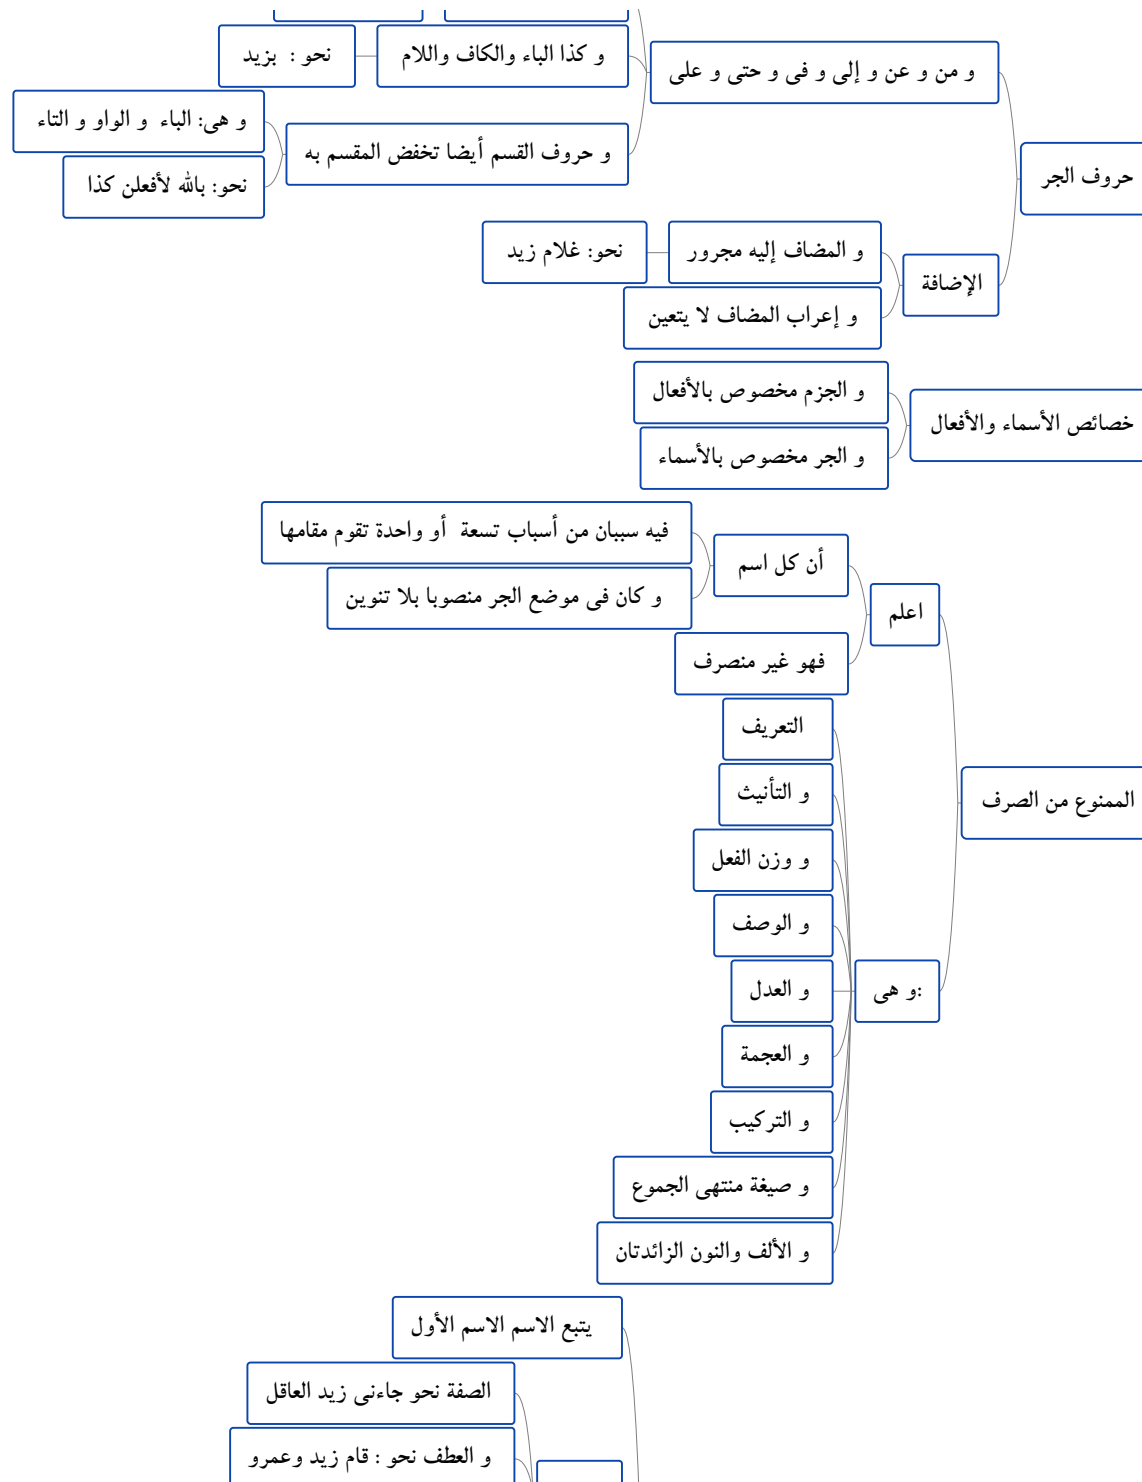 حروف الجر
و من و عن و إلى و فى و حتى و على
و كذا الباء والكاف واللام
نحو : بزيد
و حروف القسم أيضا تخفض المقسم به
و هى: الباء و الواو و التاء
نحو: بالله لأفعلن كذا
الإضافة
و المضاف إليه مجرور
نحو: غلام زيد
و إعراب المضاف لا يتعين
خصائص الأسماء والأفعال
و الجزم مخصوص بالأفعال
و الجر مخصوص بالأسماء
الممنوع من الصرف
اعلم
أن كل اسم
فيه سببان من أسباب تسعة أو واحدة تقوم مقامها
و كان فى موضع الجر منصوبا بلا تنوين
فهو غير منصرف
و هى:
التعريف
و التأنيث
و وزن الفعل
و الوصف
و العدل
و العجمة
و التركيب
و صيغة منتهى الجموع
و الألف والنون الزائدتان
يتبع الاسم الاسم الأول
الصفة نحو جاءنى زيد العاقل
و العطف نحو : قام زيد وعمرو